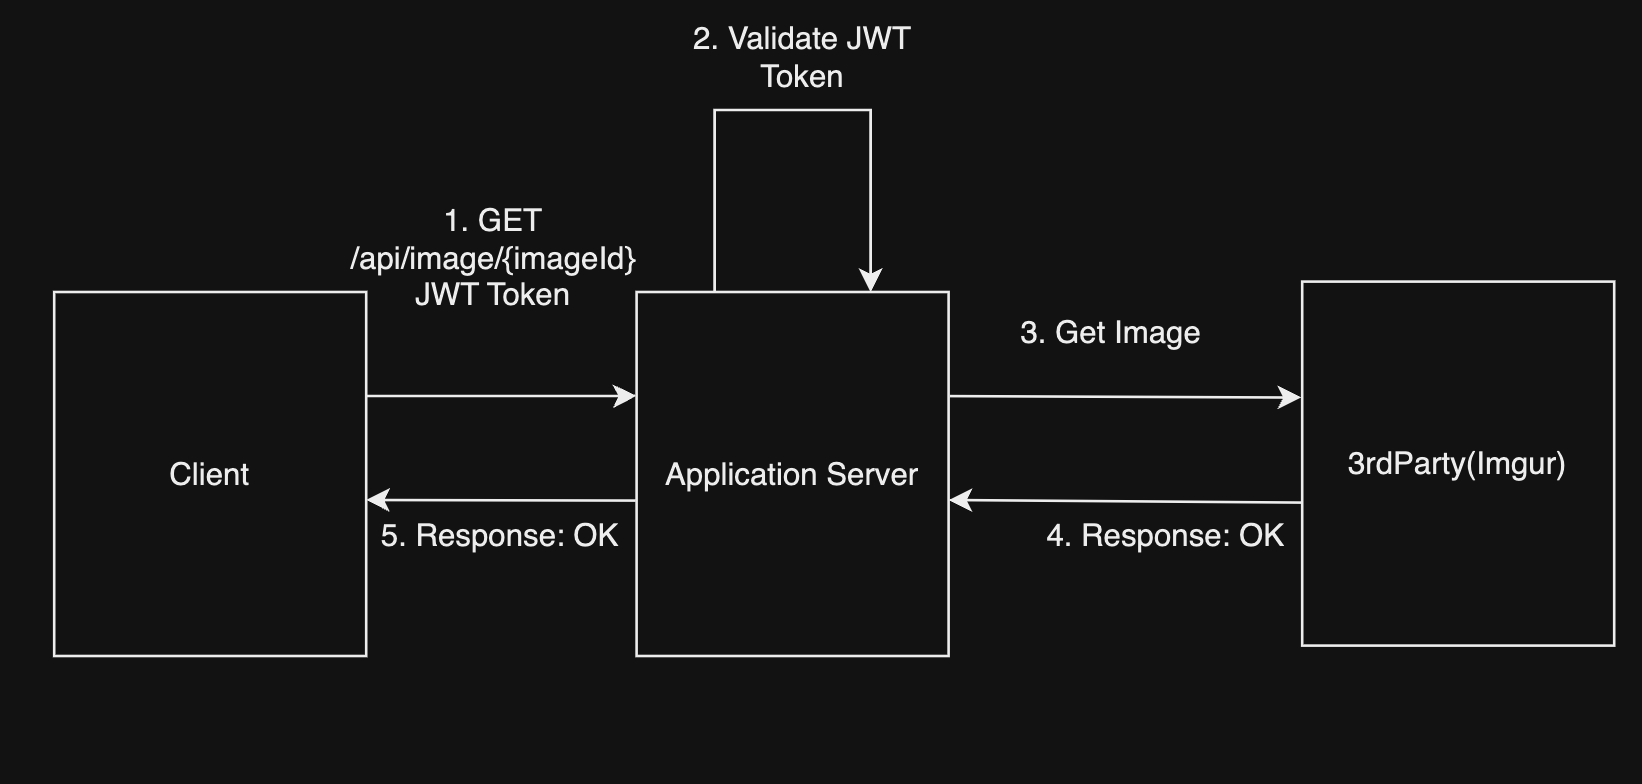 2. Validate JWT
Token
1. GET
/api/image/{imageId}
JWT Token
3. Get Image
Client
Application Server
3rdParty(Imgur)
5. Response: OK
4. Response: OK